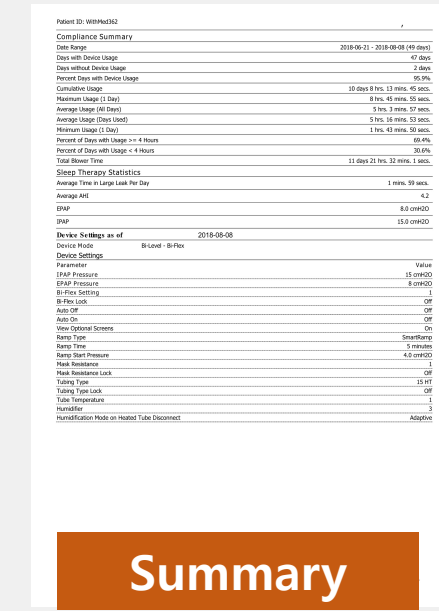 Patient ID: WithMed362
,
Compliance Summary
Date Range 2018-06-21 - 2018-08-08 (49 days)
Days with Device Usage 47 days
Days without Device Usage 2 days
Percent Days with Device Usage 95.9%
Cumulative Usage 10 days 8 hrs. 13 mins. 45 secs.
Maximum Usage (1 Day) 8 hrs. 45 mins. 55 secs.
Average Usage (All Days) 5 hrs. 3 mins. 57 secs.
Average Usage (Days Used) 5 hrs. 16 mins. 53 secs.
Minimum Usage (1 Day) 1 hrs. 43 mins. 50 secs.
Percent of Days with Usage >= 4 Hours 69.4%
Percent of Days with Usage < 4 Hours 30.6%
Total Blower Time 11 days 21 hrs. 32 mins. 1 secs.
Sleep Therapy Statistics
Average Time in Large Leak Per Day 1 mins. 59 secs.
Average AHI 4.2
EPAP 8.0 cmH2O
IPAP 15.0 cmH2O
Device Settings as of 2018-08-08
Device Mode Bi-Level - Bi-Flex
Device Settings
Parameter Value
IPAP Pressure 15 cmH2O
EPAP Pressure 8 cmH2O
Bi-Flex Setting 1
Bi-Flex Lock Off
Auto Off Off
Auto On Off
View Optional Screens On
Ramp Type SmartRamp
Ramp Time 5 minutes
Ramp Start Pressure 4.0 cmH2O
Mask Resistance 1
Mask Resistance Lock Off
Tubing Type 15 HT
Tubing Type Lock Off
Tube Temperature 1
Humidifier 3
Humidification Mode on Heated Tube Disconnect Adaptive
Summary